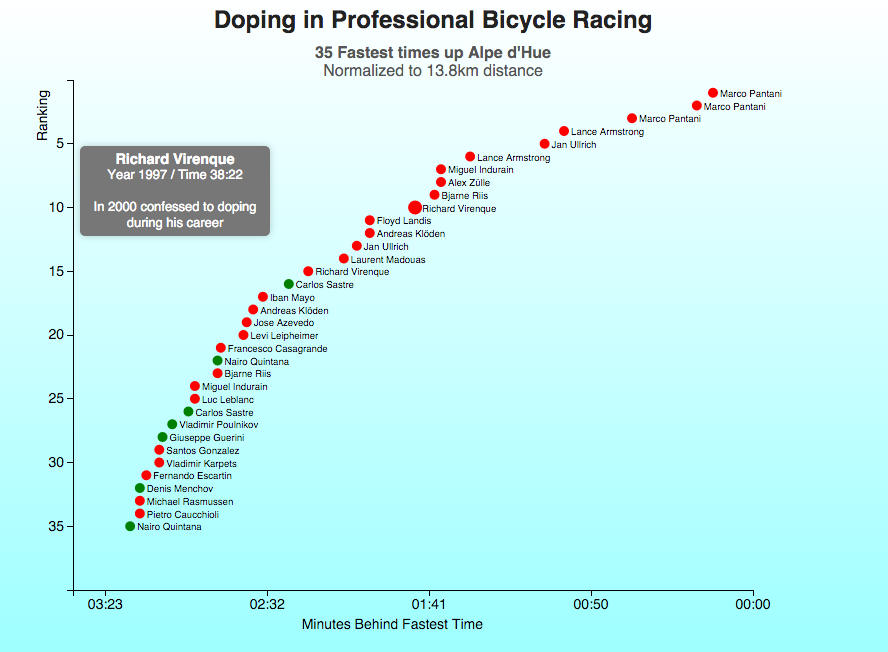 Doping in Professional Bicycle Racing
35 Fastest times up Alpe d'Hue
Normalized to 13.8km distance
Ranking
5
10
15
20
25
30
35
Richard Virenque
Year 1997 / Time 38:22
In 2000 confessed to doping
during his career
Marco Pantani
Marco Pantani
Marco Pantani
Lance Armstrong
Jan Ullrich
Lance Armstrong
Miguel Indurain
Alex Zülle
Bjarne Riis
Richard Virenque
Floyd Landis
Andreas Klöden
Jan Ullrich
Laurent Madouas
Richard Virenque
Carlos Sastre
Iban Mayo
Andreas Klöden
Jose Azevedo
Levi Leipheimer
Francesco Casagrande
Nairo Quintana
Bjarne Riis
Miguel Indurain
Luc Leblanc
Carlos Sastre
Vladimir Poulnikov
Giuseppe Guerini
Santos Gonzalez
Vladimir Karpets
Fernando Escartin
Denis Menchov
Michael Rasmussen
Pietro Caucchioli
Nairo Quintana
03:23 02:32 01:41 00:50 00:00
Minutes Behind Fastest Time